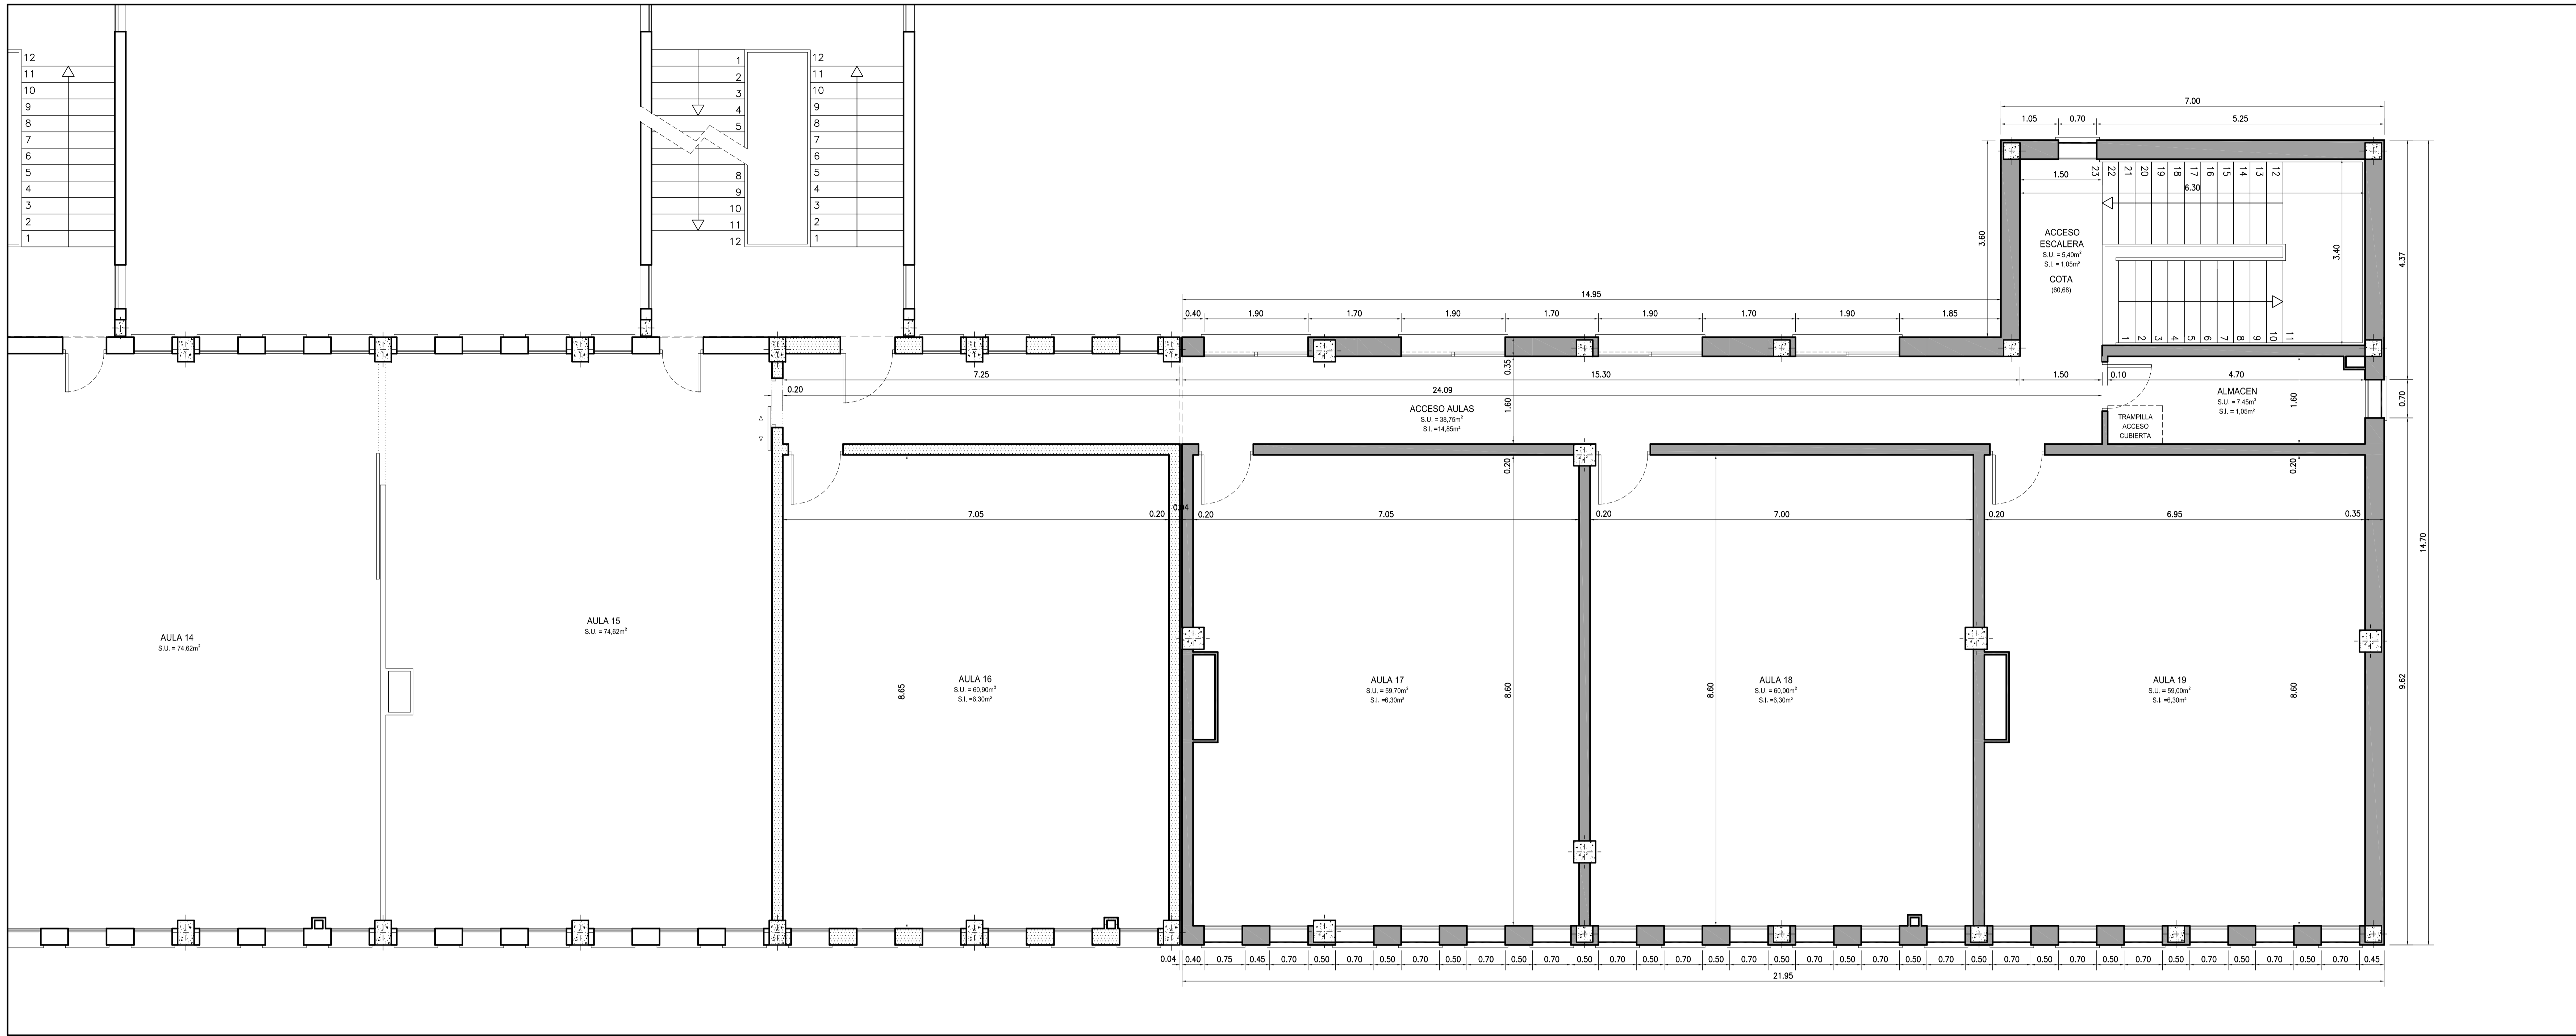 12
11
10
9
8
7
6
5
4
3
2
1
1
2
3
4
5
8
9
10
11
12
12
11
10
9
8
7
6
5
4
3
2
1
7.00
1.05 0.70 5.25
23 22 21 20 19 18 17 16 15 14 13 12
1.50
6.30
3.60
ACCESO
ESCALERA
S.U. = 5,40m²
S.I. = 1,05m²
COTA
(60,68)
3.40
4.37
14.70
1 2 3 4 5 6 7 8 9 10 11
14.95
0.40 1.90 1.70 1.90 1.70 1.90 1.70 1.90 1.85
0.35
7.25 15.30 1.50 0.10 4.70
0.20 24.09
1.60
ACCESO AULAS
S.U. = 38,75m²
S.I. =14,85m²
ALMACEN
S.U. = 7,45m²
S.I. = 1,05m²
1.60
0.70
TRAMPILLA
ACCESO
CUBIERTA
0.20
0.20
7.05 0.20 0.04 0.20 7.05 0.20 7.00 0.20 6.95 0.35
AULA 14
S.U. = 74,62m²
AULA 15
S.U. = 74,62m²
AULA 16
S.U. = 60,90m²
S.I. =6,30m²
8.65
AULA 17
S.U. = 59,70m²
S.I. =6,30m²
8.60
AULA 18
S.U. = 60,00m²
S.I. =6,30m²
8.60
AULA 19
S.U. = 59,00m²
S.I. =6,30m²
8.60
9.62
0.04 0.40 0.75 0.45 0.70 0.50 0.70 0.50 0.70 0.50 0.70 0.50 0.70 0.50 0.70 0.50 0.70 0.50 0.70 0.50 0.70 0.50 0.70 0.50 0.70 0.50 0.70 0.50 0.70 0.50 0.70 0.50 0.70 0.50 0.70 0.50 0.70 0.45
21.95